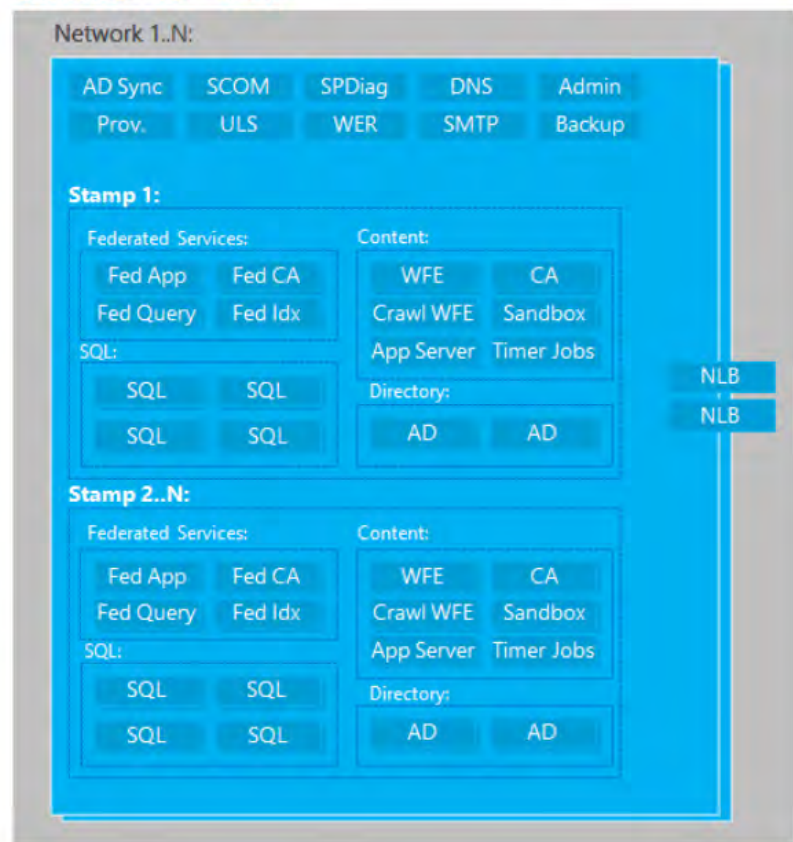 Network 1..N:
AD Sync SCOM SPDiag DNS Admin
Prov. ULS WER SMTP Backup
Stamp 1:
Federated Services:
Fed App Fed CA
Fed Query Fed Idx
SQL:
SQL SQL
SQL SQL
Content:
WFE CA
Crawl WFE Sandbox
App Server Timer Jobs
Directory:
AD AD
NLB
NLB
Stamp 2..N:
Federated Services:
Fed App Fed CA
Fed Query Fed Idx
SQL:
SQL SQL
SQL SQL
Content:
WFE CA
Crawl WFE Sandbox
App Server Timer Jobs
Directory:
AD AD